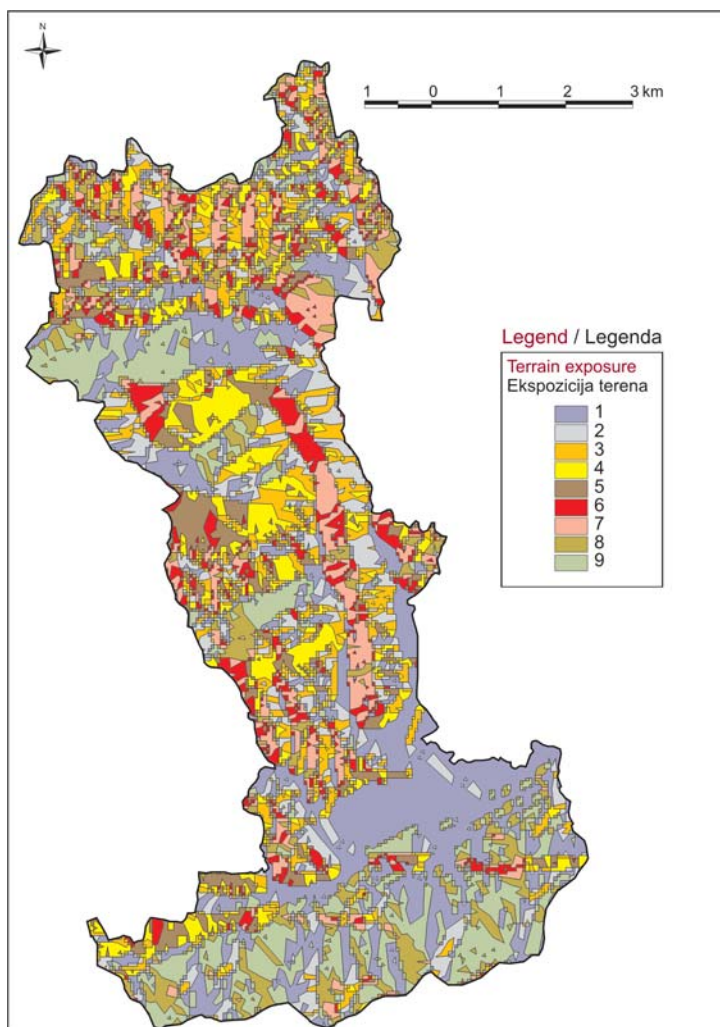 N
1 0 1 2 3 km
Legend / Legenda
Terrain exposure
Ekspozicija terena
1
2
3
4
5
6
7
8
9